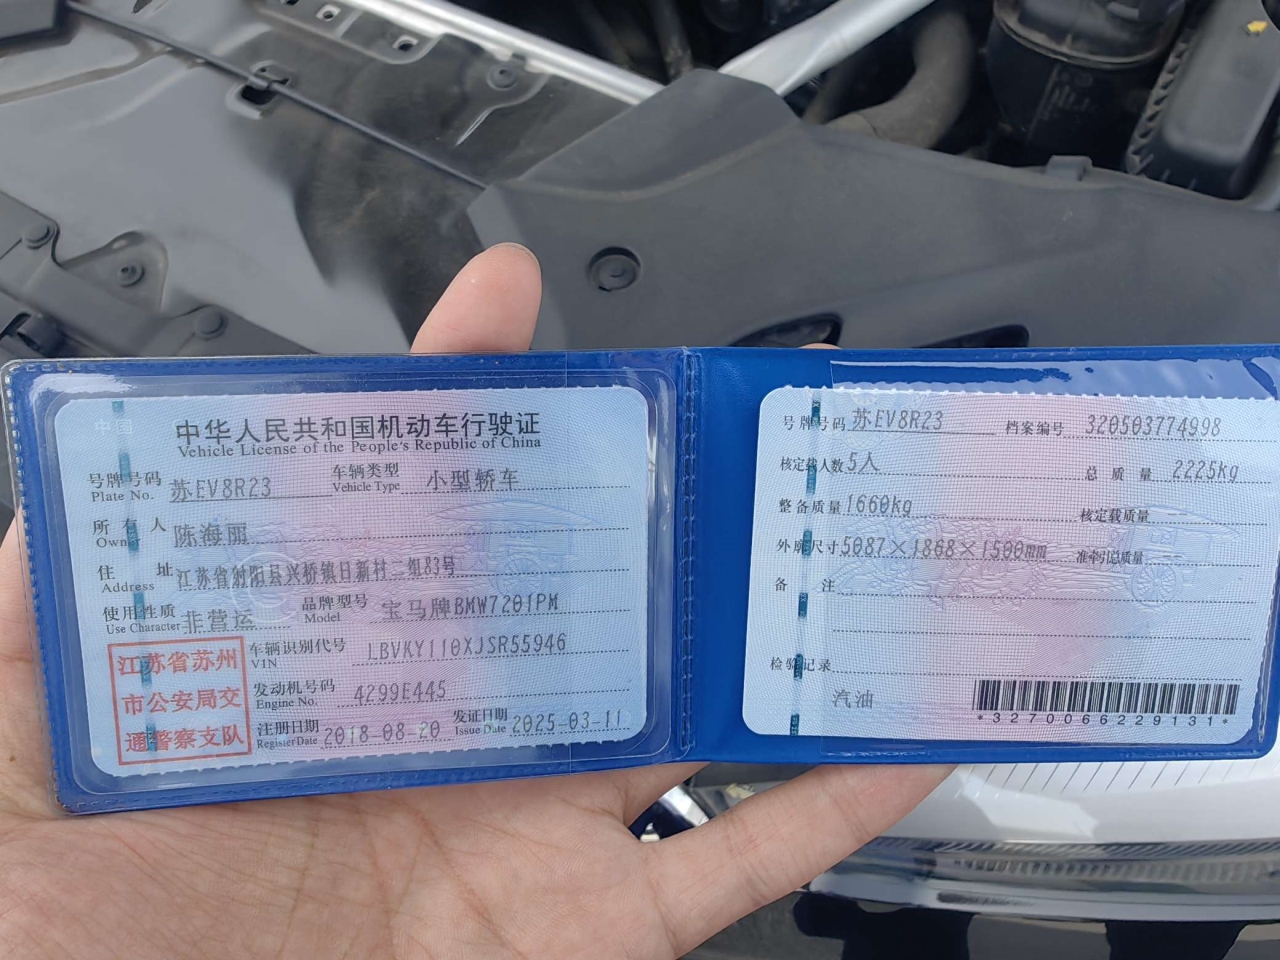 中华人民共和国机动车行驶证
Vehicle License of the People's Republic of China
号牌号码 苏EV8R23 车辆类型 小型轿车
Plate No. Vehicle Type
所有人 陈海丽
Owner
住址 江苏省射阳县兴桥镇日新村二组83号
Address
使用性质 非营运 品牌型号 宝马牌BMW7201PM
Use Character Model
江苏省苏州
市公安局交
通警察支队
车辆识别代号 LBVKY110XJSR55946
VIN
发动机号码 4299E445
Engine No.
注册日期 2018-08-20 发证日期 2025-03-11
Register Date Issue Date
号牌号码 苏EV8R23 档案编号 320503774998
核定载人数 5人 总质量 2225kg
整备质量 1660kg 核定载质量
外廓尺寸 5087×1868×1500mm 准牵引总质量
备注
检验记录
汽油
*3270066229131*